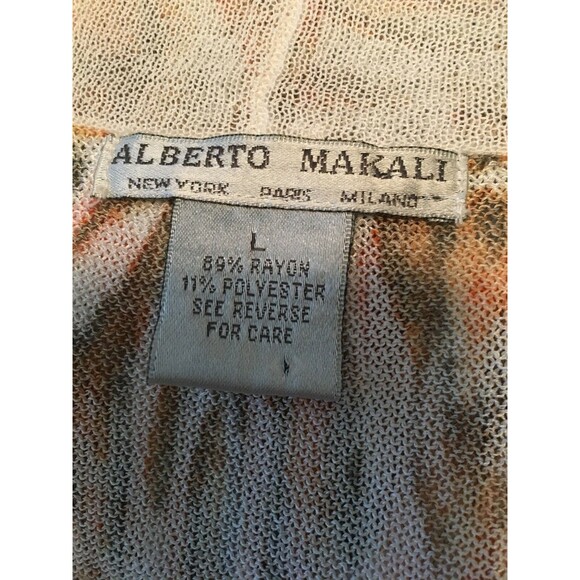 ALBERTO MAKALI
NEW YORK PARIS MILANO
L
89% RAYON
11% POLYESTER
SEE REVERSE
FOR CARE